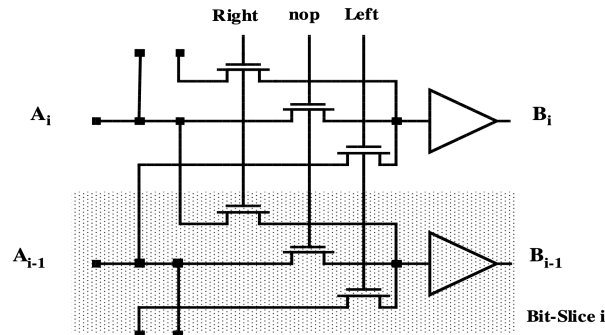 Right nop Left
Aᵢ Bᵢ
Aᵢ₋₁ Bᵢ₋₁
Bit-Slice i